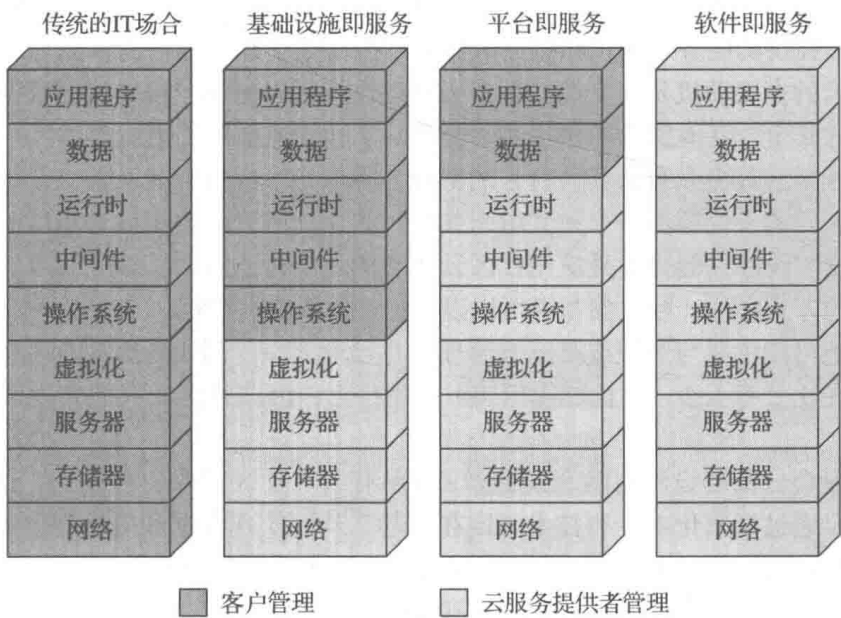 传统的IT场合 基础设施即服务 平台即服务 软件即服务
应用程序 应用程序 应用程序 应用程序
数据 数据 数据 数据
运行时 运行时 运行时 运行时
中间件 中间件 中间件 中间件
操作系统 操作系统 操作系统 操作系统
虚拟化 虚拟化 虚拟化 虚拟化
服务器 服务器 服务器 服务器
存储器 存储器 存储器 存储器
网络 网络 网络 网络
客户管理 云服务提供者管理